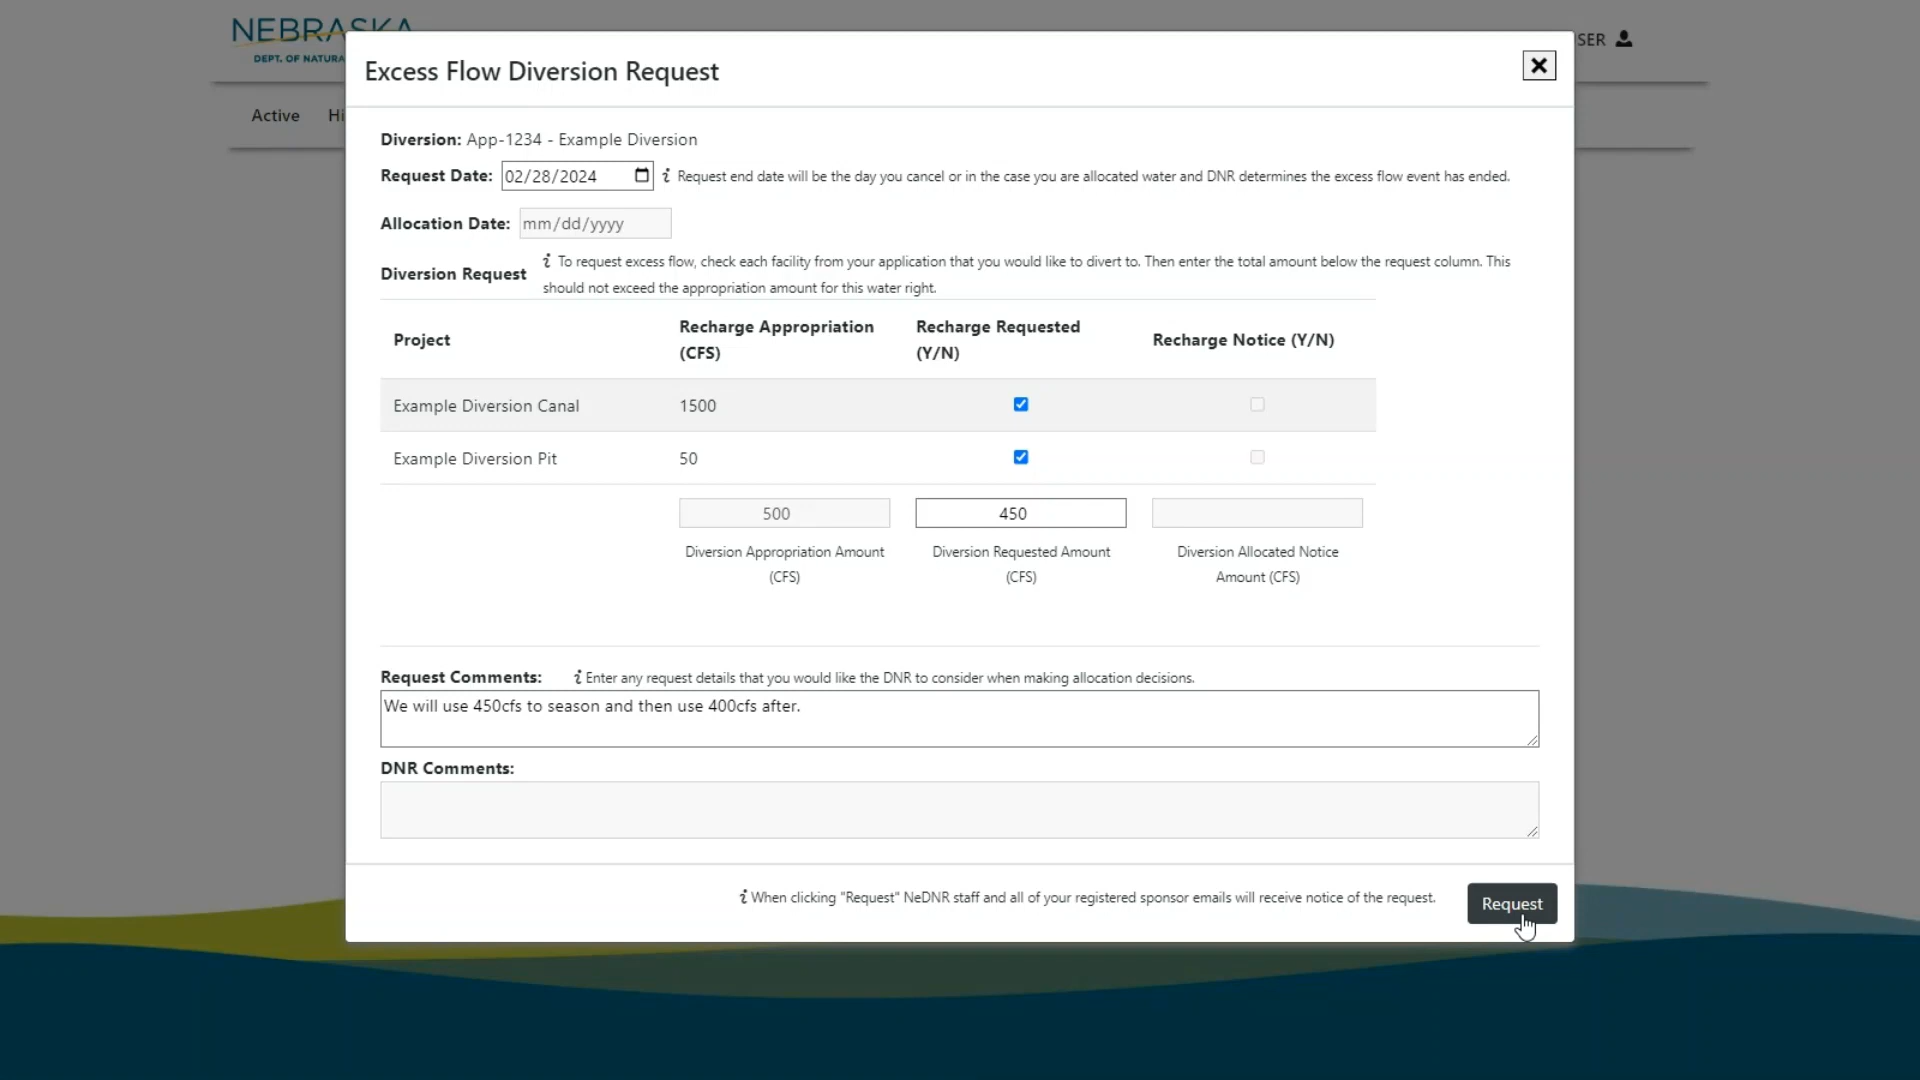 NEBRASKA
DEPT. OF NATURA
SER
Active Hi
Excess Flow Diversion Request
Diversion: App-1234 - Example Diversion
Request Date: 02/28/2024 i Request end date will be the day you cancel or in the case you are allocated water and DNR determines the excess flow event has ended.
Allocation Date: mm/dd/yyyy
Diversion Request
i To request excess flow, check each facility from your application that you would like to divert to. Then enter the total amount below the request column. This
should not exceed the appropriation amount for this water right.
Project
Recharge Appropriation
(CFS)
Recharge Requested
(Y/N)
Recharge Notice (Y/N)
Example Diversion Canal 1500
Example Diversion Pit 50
500 450
Diversion Appropriation Amount
(CFS)
Diversion Requested Amount
(CFS)
Diversion Allocated Notice
Amount (CFS)
Request Comments: i Enter any request details that you would like the DNR to consider when making allocation decisions.
We will use 450cfs to season and then use 400cfs after.
DNR Comments:
i When clicking "Request" NeDNR staff and all of your registered sponsor emails will receive notice of the request.
Request